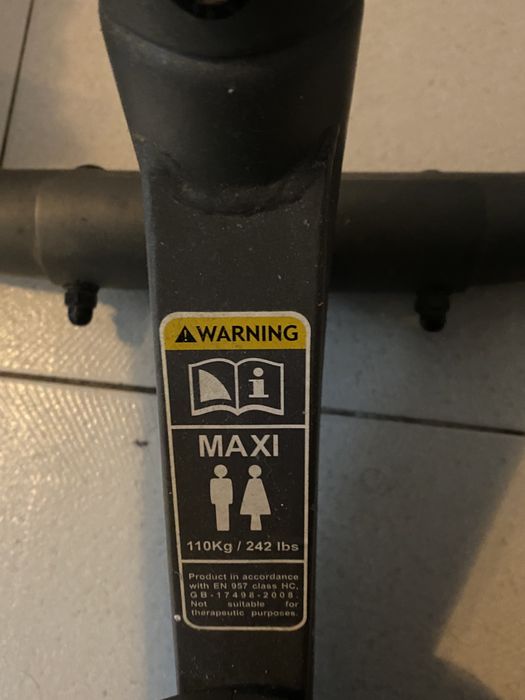 WARNING
i
MAXI
110Kg / 242 lbs
Product in accordance
with EN 957 class HC,
GB-17498-2008.
Not suitable for
therapeutic purposes.